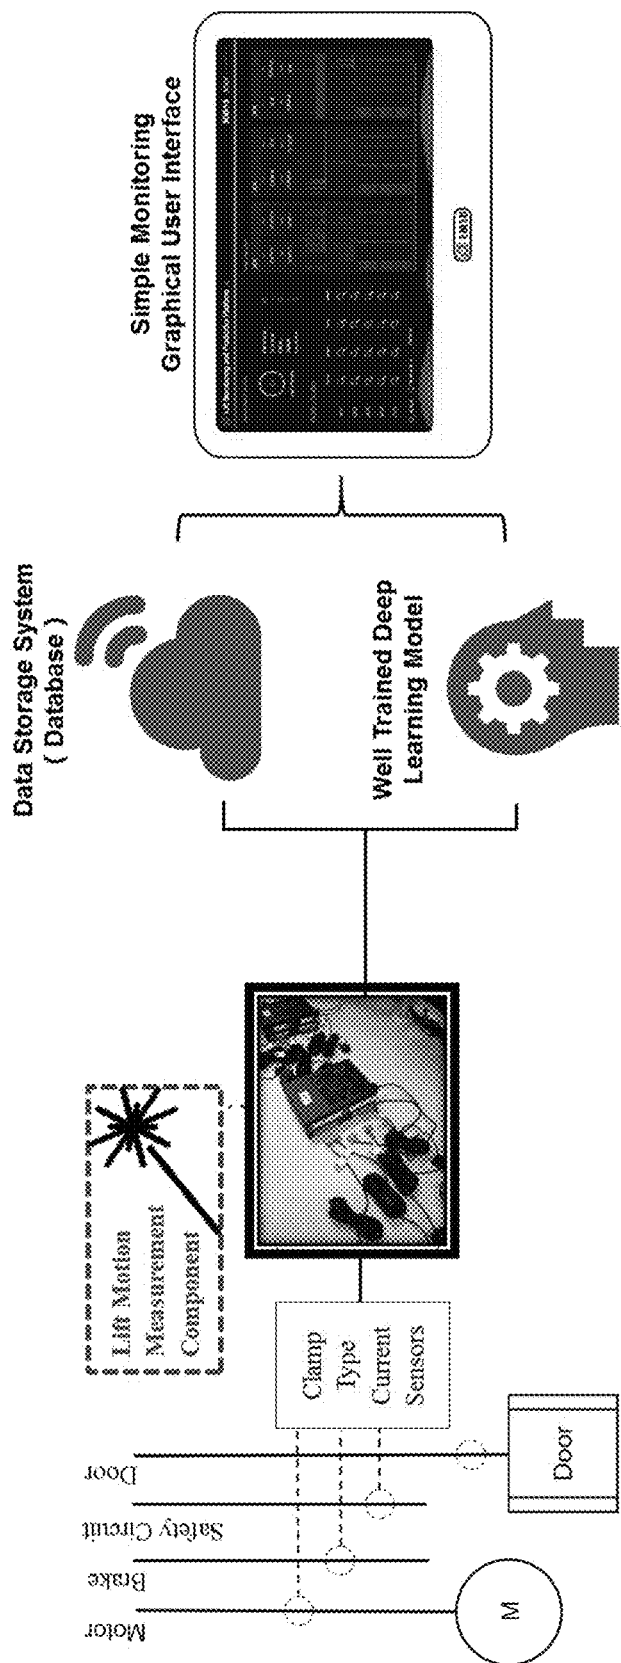 Simple Monitoring
Graphical User Interface
Data Storage System
( Database )
Well Trained Deep
Learning Model
Lift Motion
Measurement
Component
Clamp
Type
Current
Sensors
Door
Safety Circuit
Brake
Motor
Door
M